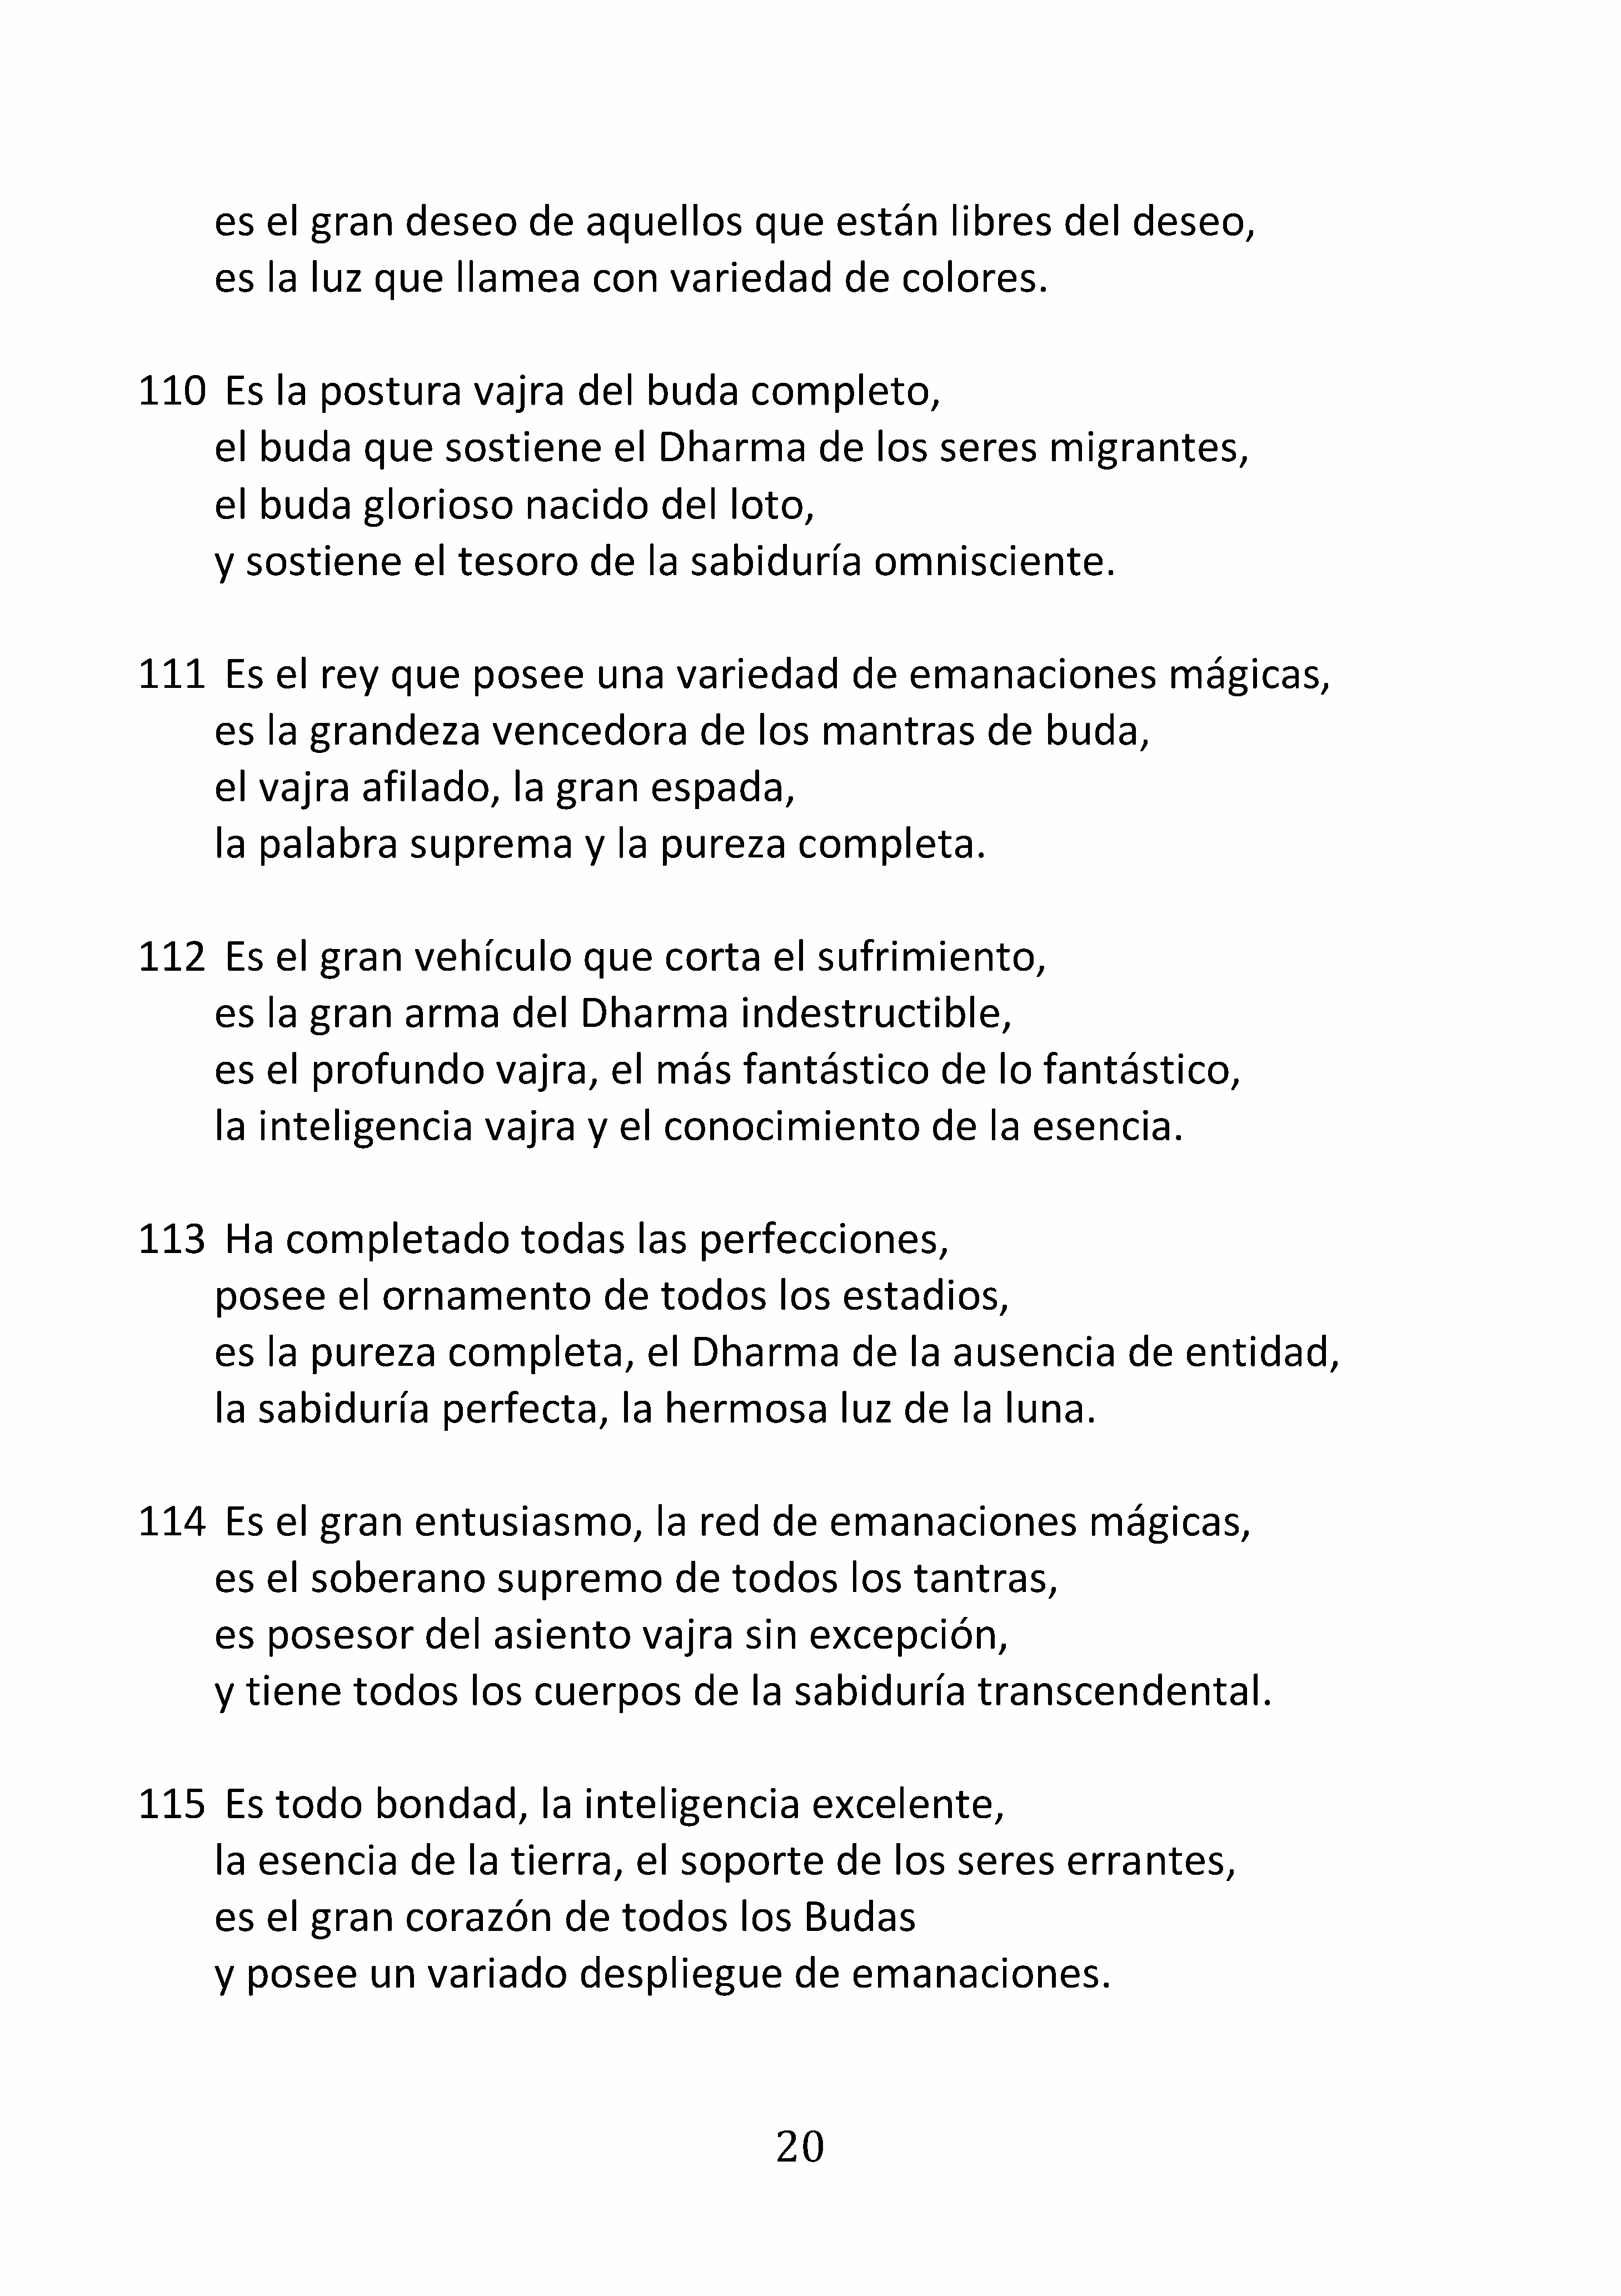 es el gran deseo de aquellos que están libres del deseo,
es la luz que llamea con variedad de colores.
110 Es la postura vajra del buda completo,
el buda que sostiene el Dharma de los seres migrantes,
el buda glorioso nacido del loto,
y sostiene el tesoro de la sabiduría omnisciente.
111 Es el rey que posee una variedad de emanaciones mágicas,
es la grandeza vencedora de los mantras de buda,
el vajra afilado, la gran espada,
la palabra suprema y la pureza completa.
112 Es el gran vehículo que corta el sufrimiento,
es la gran arma del Dharma indestructible,
es el profundo vajra, el más fantástico de lo fantástico,
la inteligencia vajra y el conocimiento de la esencia.
113 Ha completado todas las perfecciones,
posee el ornamento de todos los estadios,
es la pureza completa, el Dharma de la ausencia de entidad,
la sabiduría perfecta, la hermosa luz de la luna.
114 Es el gran entusiasmo, la red de emanaciones mágicas,
es el soberano supremo de todos los tantras,
es posesor del asiento vajra sin excepción,
y tiene todos los cuerpos de la sabiduría transcendental.
115 Es todo bondad, la inteligencia excelente,
la esencia de la tierra, el soporte de los seres errantes,
es el gran corazón de todos los Budas
y posee un variado despliegue de emanaciones.
20